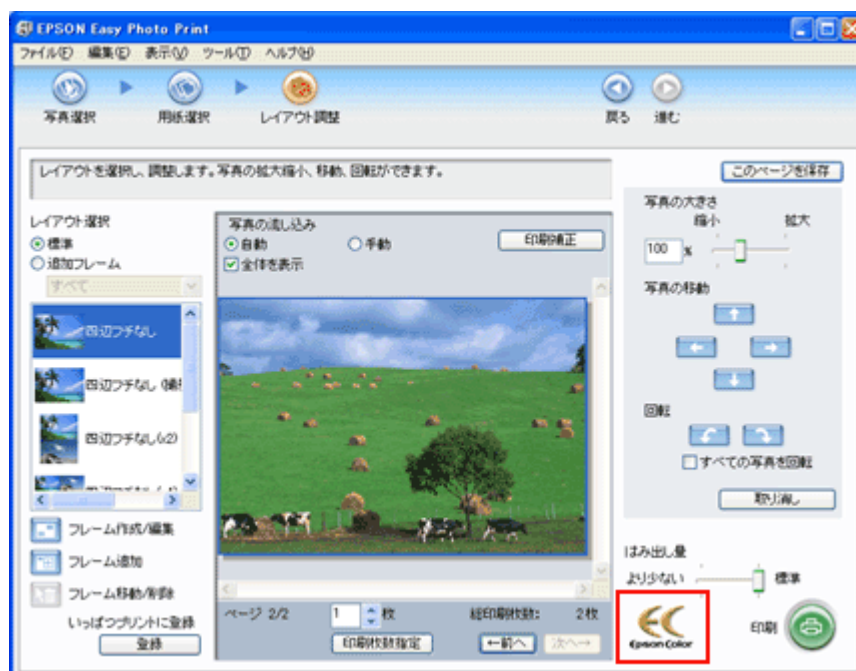 EPSON Easy Photo Print
ファイル(F) 編集(E) 表示(V) ツール(T) ヘルプ(H)
写真選択 用紙選択 レイアウト調整 戻る 進む
レイアウトを選択し、調整します。写真の拡大縮小、移動、回転ができます。
このページを保存
レイアウト選択
標準
追加フレーム
すべて
四辺フチなし
四辺フチなし
四辺フチなし(x2)
フレーム作成/編集
フレーム追加
フレーム移動/削除
いっぱつプリントに登録
登録
写真の流し込み
自動 手動
全体を表示
印刷補正
ページ 2/2 1 枚 総印刷枚数: 2枚
印刷枚数指定 ←前へ 次へ→
写真の大きさ
縮小 拡大
100 %
写真の移動
回転
すべての写真を回転
取り消し
はみ出し量
より少ない 標準
EC
Epson Color
印刷